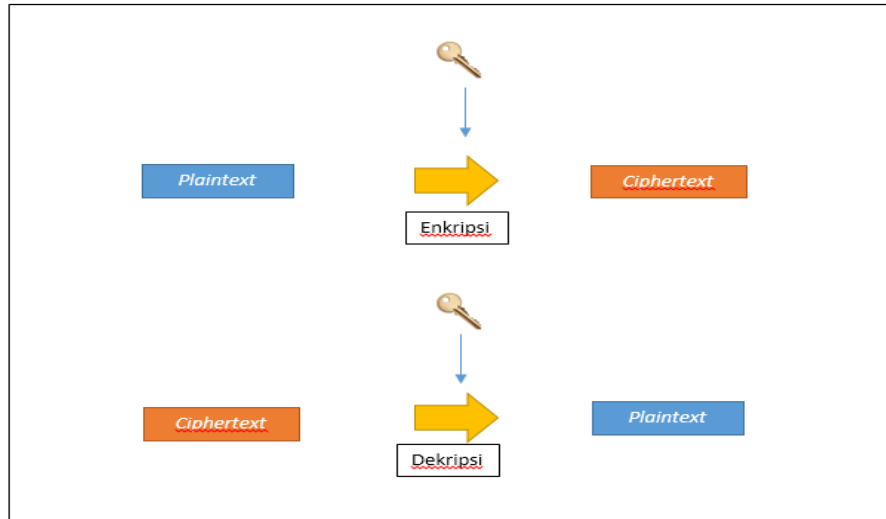 Plaintext
Ciphertext
Enkripsi
Ciphertext
Plaintext
Dekripsi